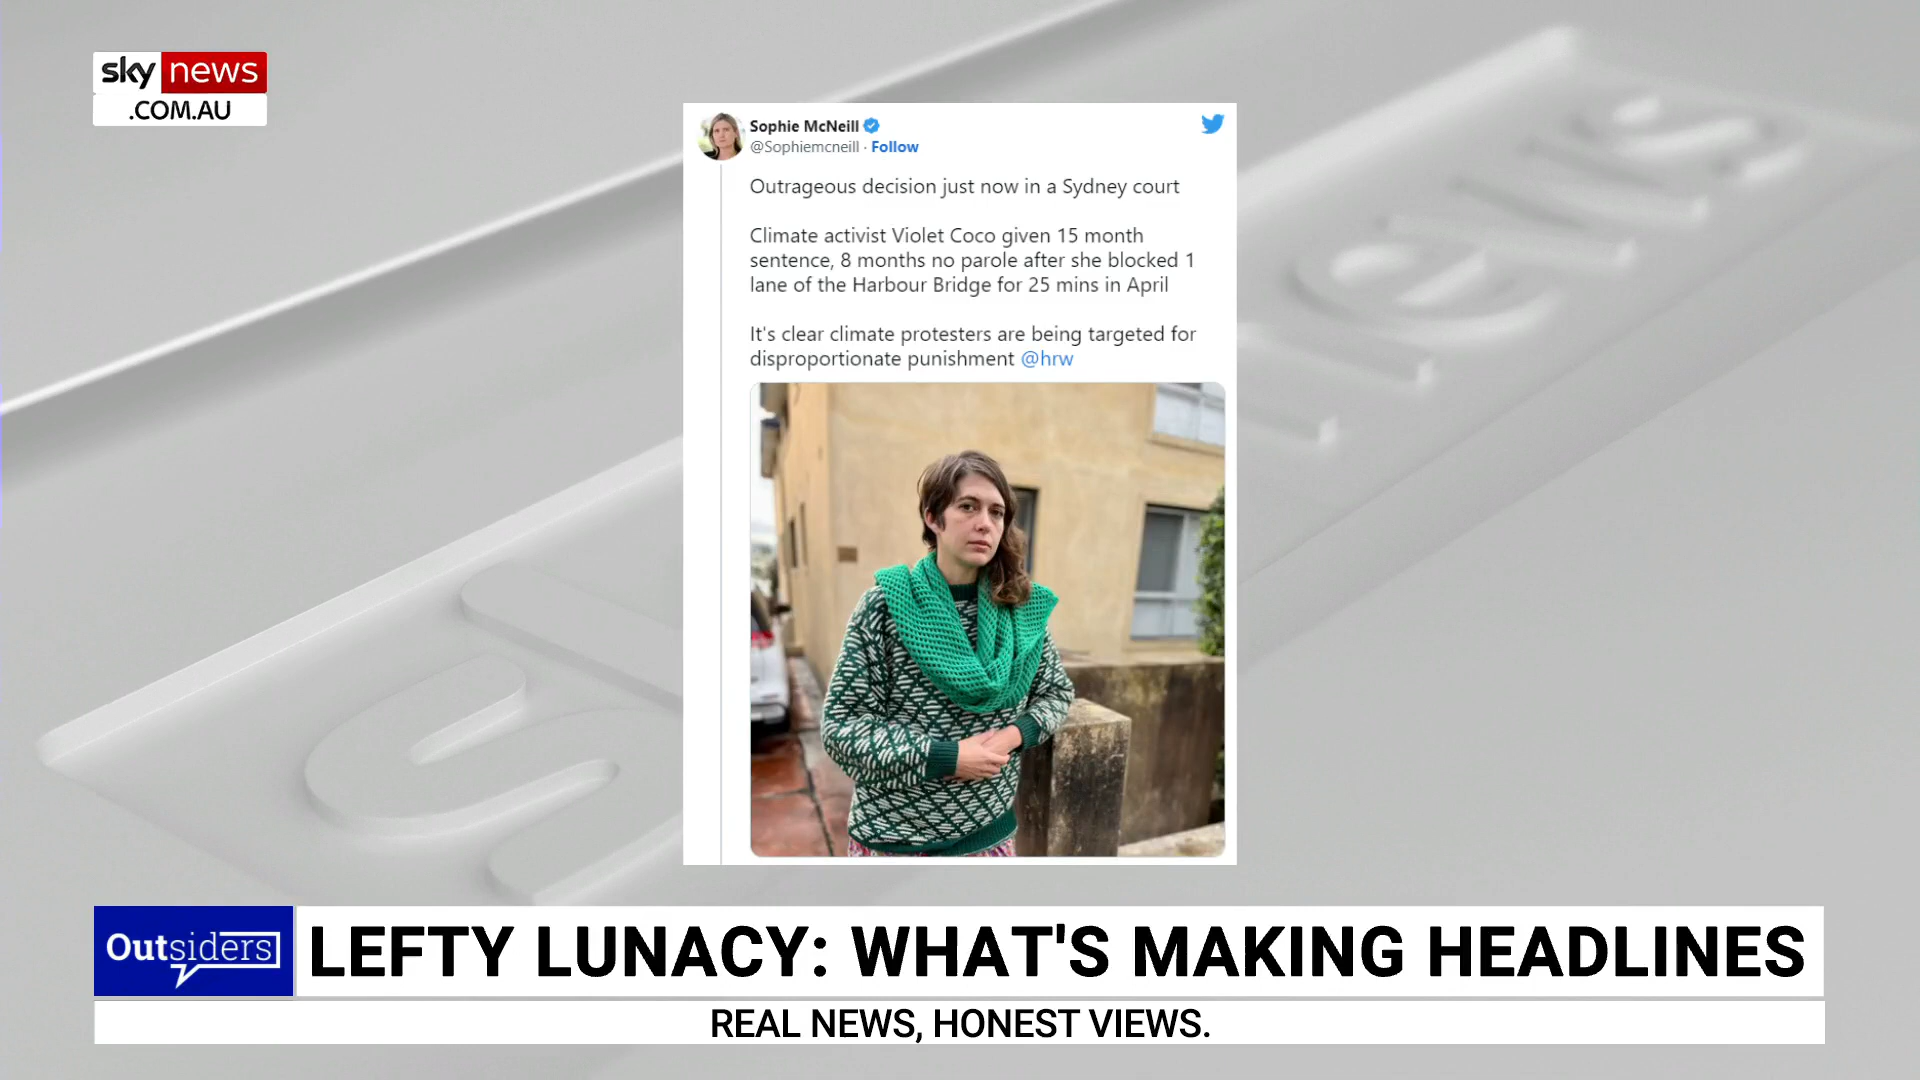 sky news
.COM.AU
Sophie McNeill
@Sophiemcneill · Follow
Outrageous decision just now in a Sydney court
Climate activist Violet Coco given 15 month
sentence, 8 months no parole after she blocked 1
lane of the Harbour Bridge for 25 mins in April
It's clear climate protesters are being targeted for
disproportionate punishment @hrw
Outsiders
LEFTY LUNACY: WHAT'S MAKING HEADLINES
REAL NEWS, HONEST VIEWS.